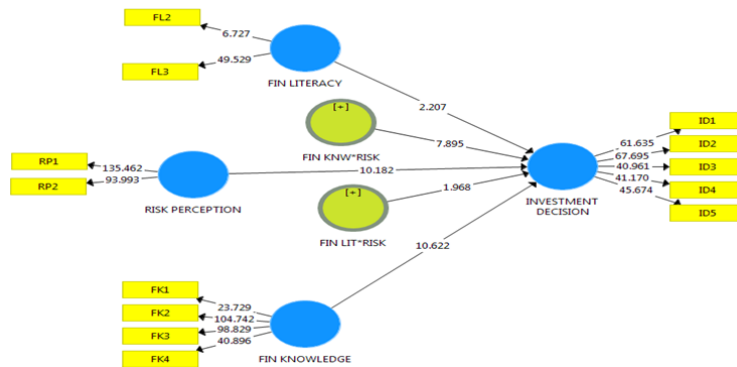 FL2
6.727
FL3
49.529
FIN LITERACY
2.207
[+]
FIN KNW*RISK
7.895
RP1
135.462
RP2
93.993
RISK PERCEPTION
10.182
[+]
FIN LIT*RISK
1.968
INVESTMENT
DECISION
61.635
ID1
67.695
ID2
40.961
ID3
41.170
ID4
45.674
ID5
10.622
FK1
23.729
FK2
104.742
FK3
98.829
FK4
40.896
FIN KNOWLEDGE